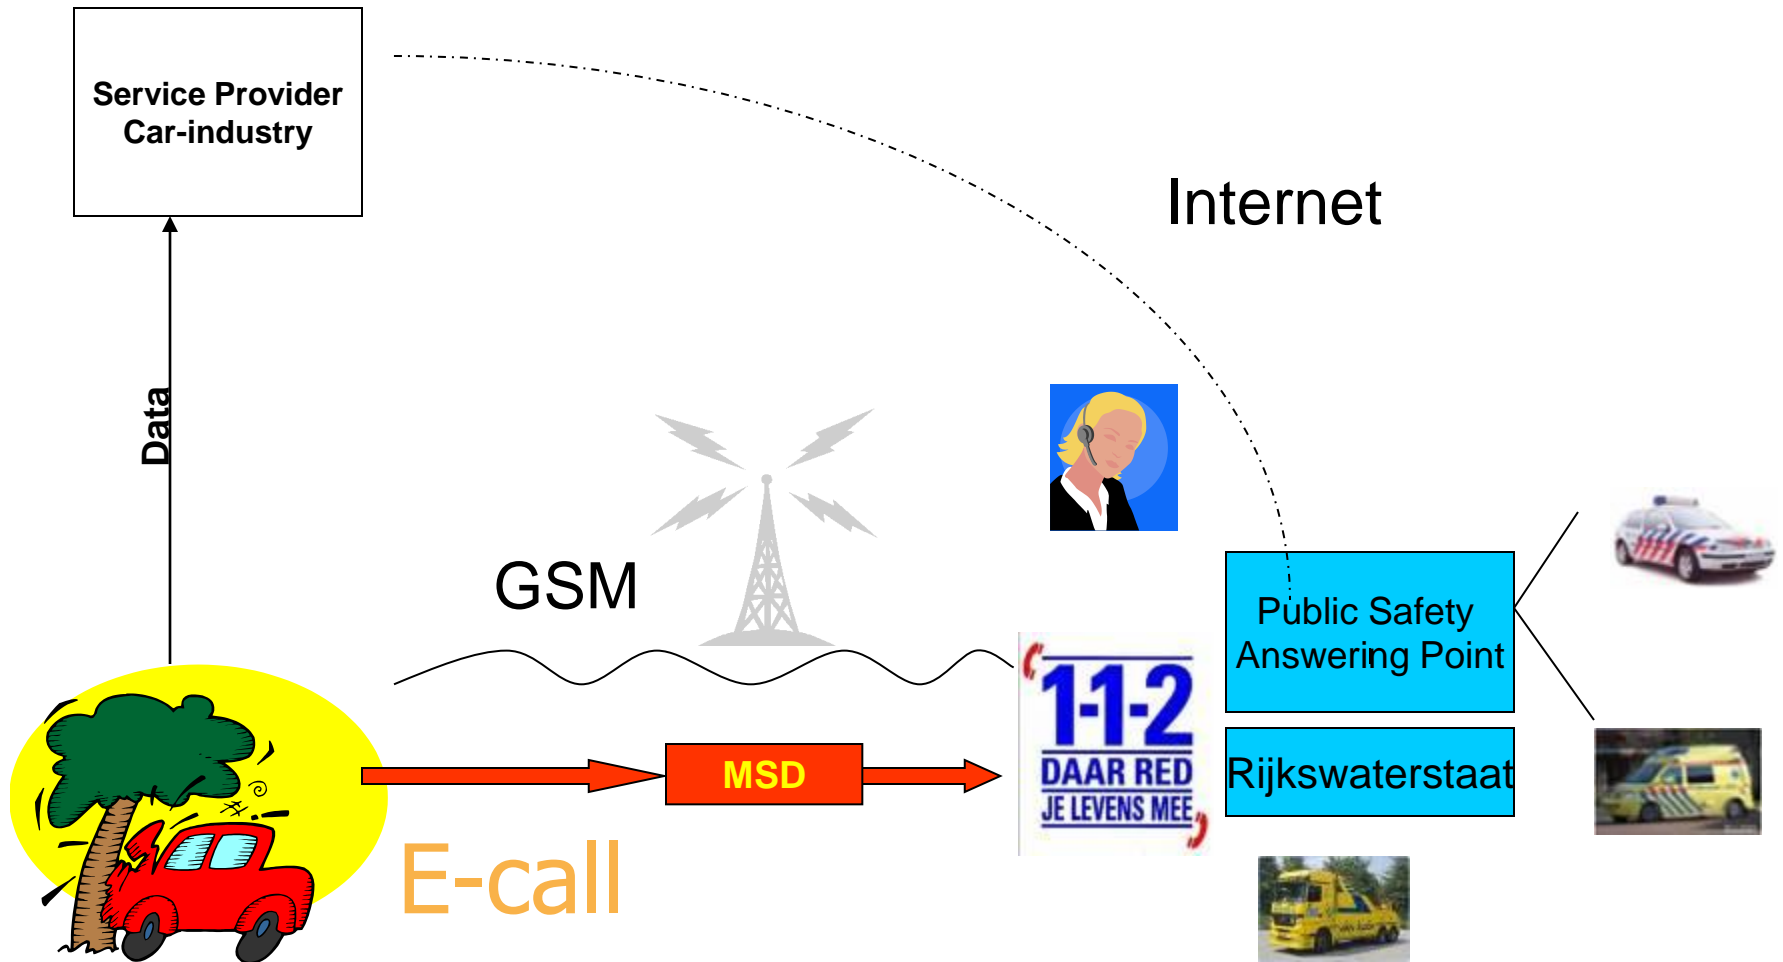 Service Provider
Car-industry
Internet
Data
GSM
Public Safety
Answering Point
1-1-2
DAAR RED
JE LEVENS MEE
MSD
Rijkswaterstaat
E-call